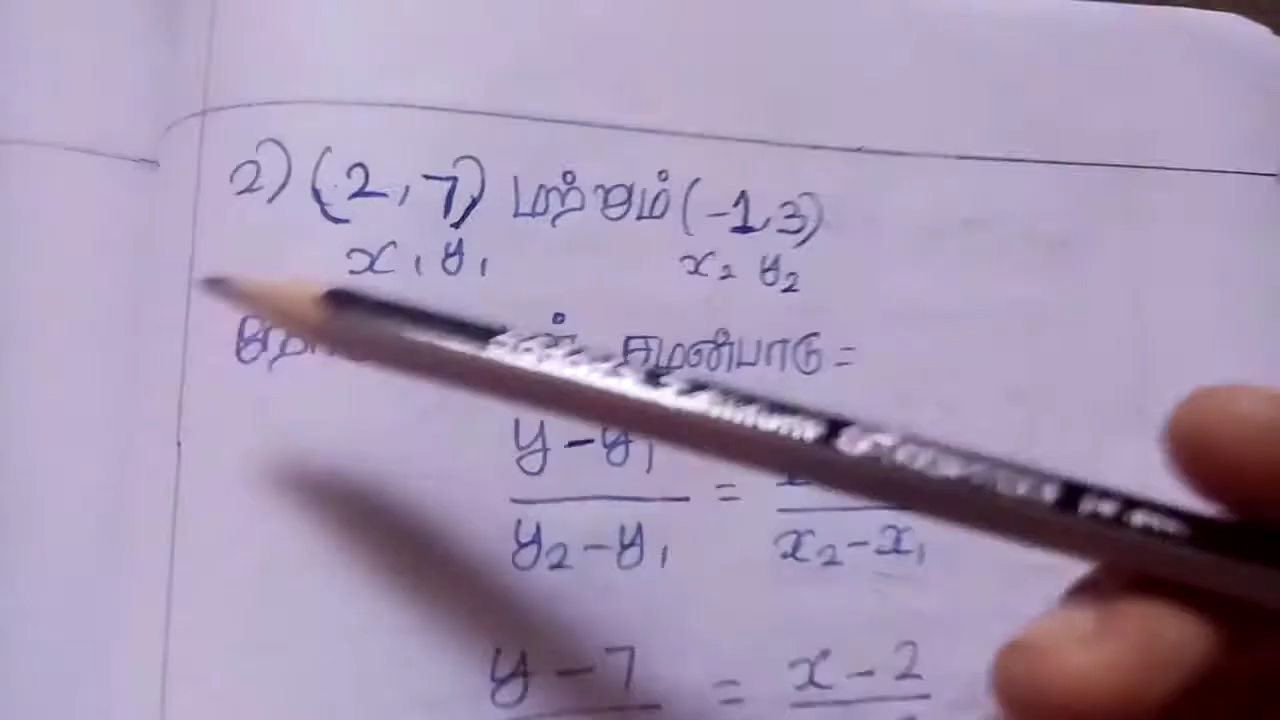 2) (2, 7) மற்றும் (-1, 3)
x₁ y₁ x₂ y₂
சமன்பாடு =
y - y₁
=
y₂ - y₁ x₂ - x₁
y - 7 = x - 2